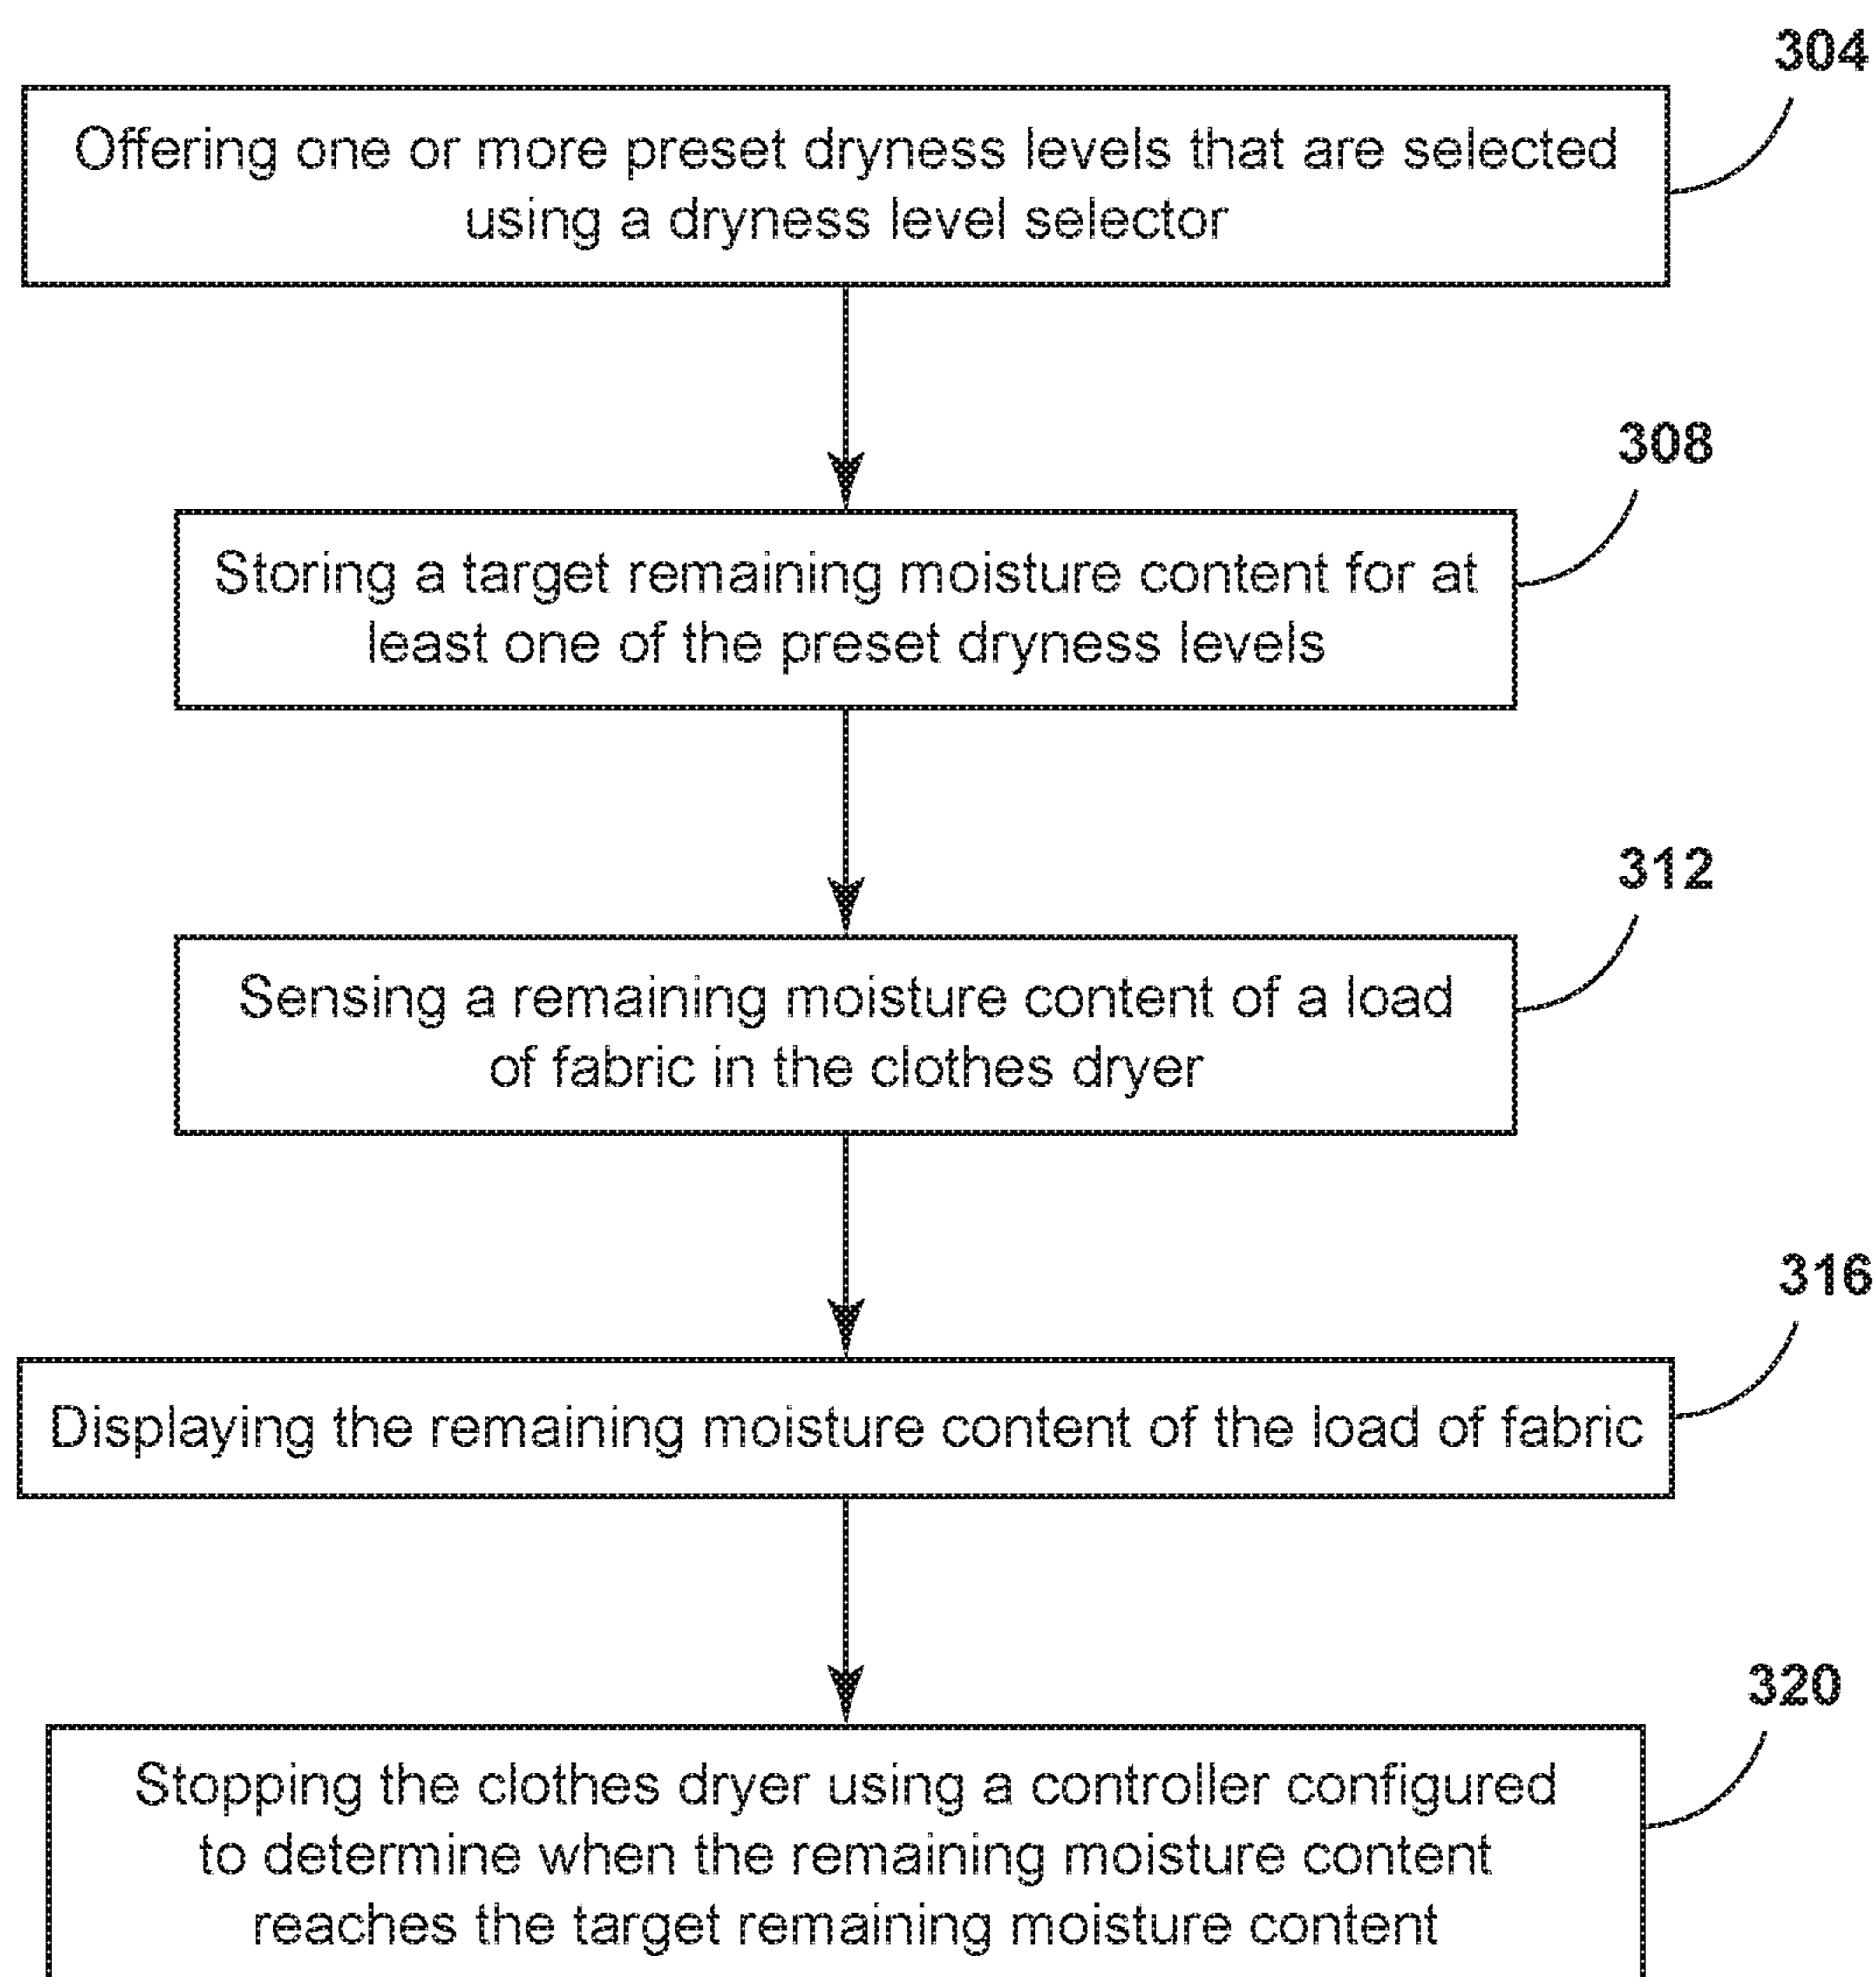 304
Offering one or more preset dryness levels that are selected
using a dryness level selector
308
Storing a target remaining moisture content for at
least one of the preset dryness levels
312
Sensing a remaining moisture content of a load
of fabric in the clothes dryer
316
Displaying the remaining moisture content of the load of fabric
320
Stopping the clothes dryer using a controller configured
to determine when the remaining moisture content
reaches the target remaining moisture content